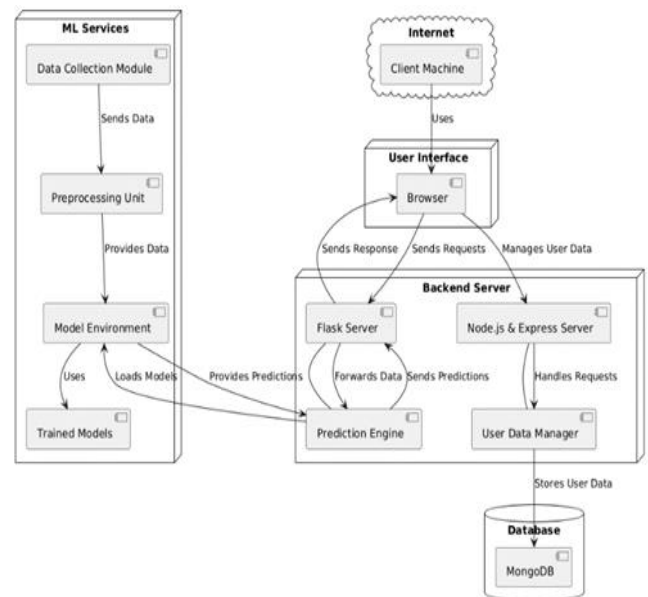 ML Services
Data Collection Module
Sends Data
Preprocessing Unit
Provides Data
Model Environment
Uses
Loads Models
Provides Predictions
Trained Models
Internet
Client Machine
Uses
User Interface
Browser
Sends Response
Sends Requests
Manages User Data
Backend Server
Flask Server
Node.js & Express Server
Forwards Data
Sends Predictions
Handles Requests
Prediction Engine
User Data Manager
Stores User Data
Database
MongoDB